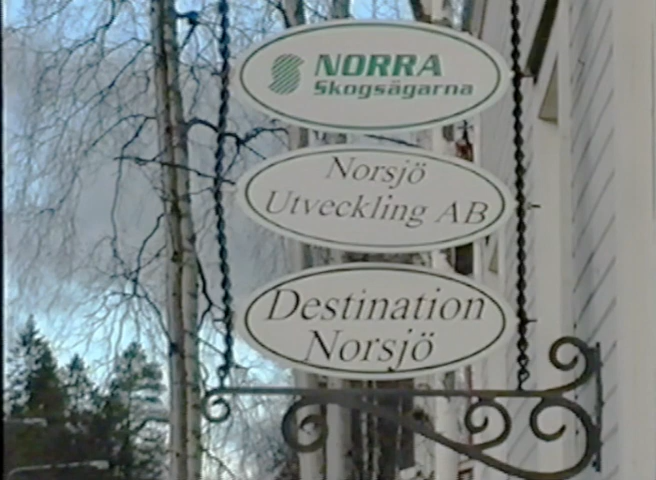 NORRA
Skogsägarna
Norsjö
Utveckling AB
Destination
Norsjö